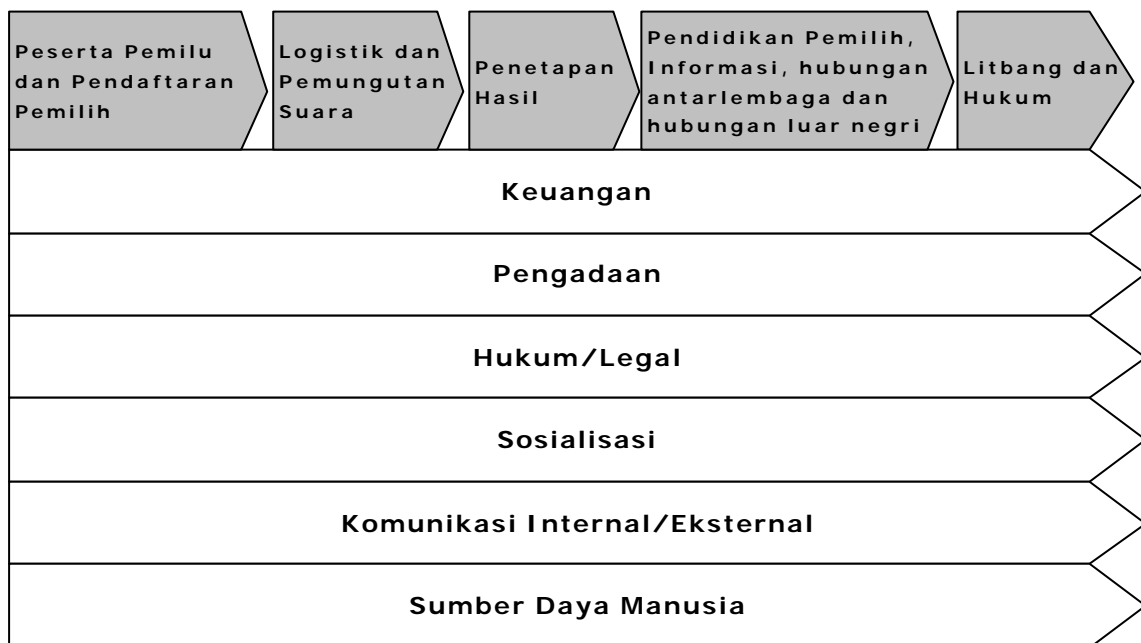 Peserta Pemilu
dan Pendaftaran
Pemilih
Logistik dan
Pemungutan
Suara
Penetapan
Hasil
Pendidikan Pemilih,
Informasi, hubungan
antarlembaga dan
hubungan luar negri
Litbang dan
Hukum
Keuangan
Pengadaan
Hukum/Legal
Sosialisasi
Komunikasi Internal/Eksternal
Sumber Daya Manusia